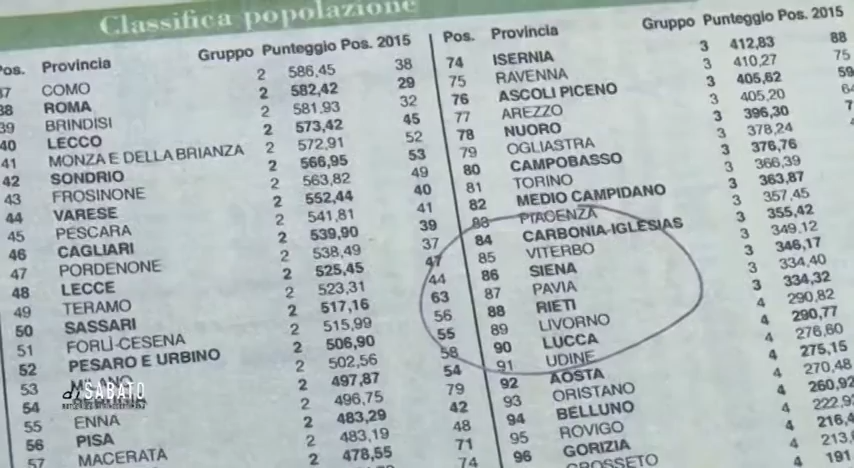 Classifica popolazione
Pos. Provincia Gruppo Punteggio Pos. 2015
37 COMO 2 586,45 38
38 ROMA 2 582,42 29
39 BRINDISI 2 581,93 32
40 LECCO 2 573,42 45
41 MONZA E DELLA BRIANZA 2 572,91 52
42 SONDRIO 2 566,95 53
43 FROSINONE 2 563,82 49
44 VARESE 2 552,44 40
45 PESCARA 2 541,81 41
46 CAGLIARI 2 539,90 39
47 PORDENONE 2 538,49 37
48 LECCE 2 525,45 47
49 TERAMO 2 523,31 44
50 SASSARI 2 517,16 63
51 FORLÌ-CESENA 2 515,99 56
52 PESARO E URBINO 2 506,90 55
53 2 502,56 58
54 2 497,87 54
55 ENNA 2 496,75 79
56 PISA 2 483,29 42
57 MACERATA 2 483,19 48
2 478,55 71
74
Pos. Provincia Gruppo Punteggio Pos. 2015
74 ISERNIA 3 412,83 88
75 RAVENNA 3 410,27 75
76 ASCOLI PICENO 3 405,62 59
77 AREZZO 3 405,20
78 NUORO 3 396,30
79 OGLIASTRA 3 378,24
80 CAMPOBASSO 3 376,76
81 TORINO 3 366,39
82 MEDIO CAMPIDANO 3 363,87
83 PIACENZA 3 357,45
84 CARBONIA-IGLESIAS 3 355,42
85 VITERBO 3 349,12
86 SIENA 3 346,17
87 PAVIA 3 334,40
88 RIETI 3 334,32
89 LIVORNO 4 290,82
90 LUCCA 4 290,77
91 UDINE 4 276,60
92 AOSTA 4 275,15
93 ORISTANO 4 270,48
94 BELLUNO 4 260,92
95 ROVIGO 4 222,9
96 GORIZIA 4 216,4
GROSSETO 4 213,
4 191
di SABATO